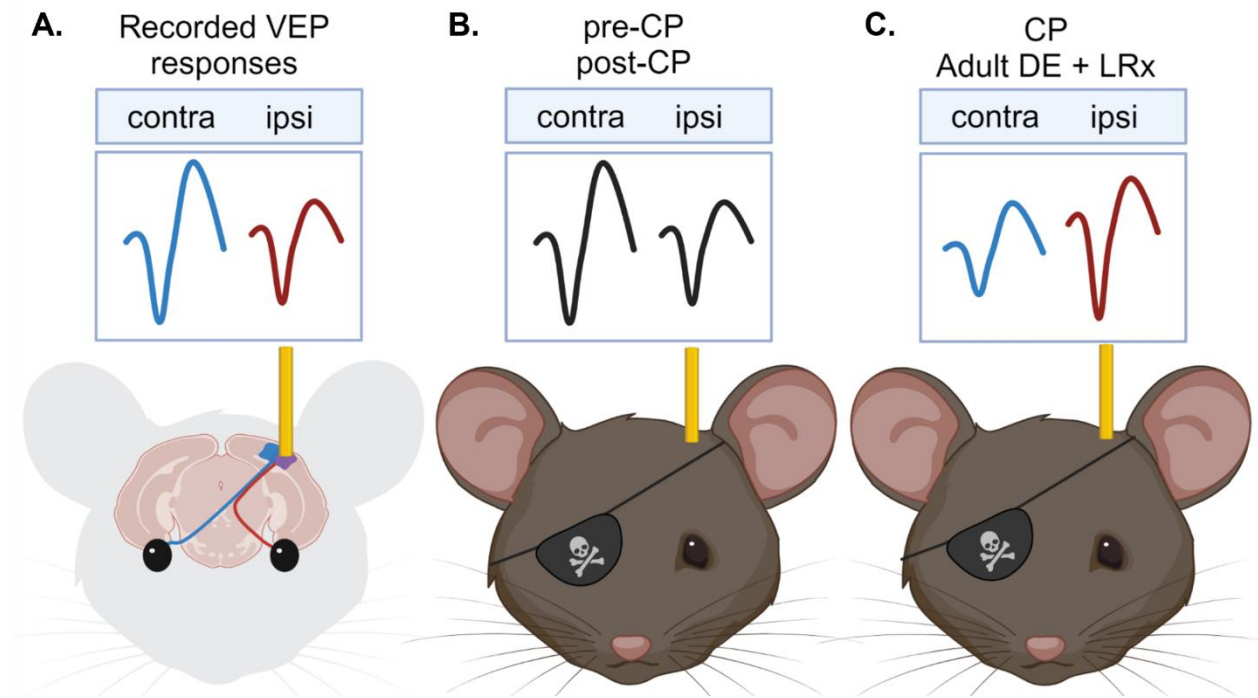 A.
Recorded VEP
responses
contra ipsi
B.
pre-CP
post-CP
contra ipsi
C.
CP
Adult DE + LRx
contra ipsi